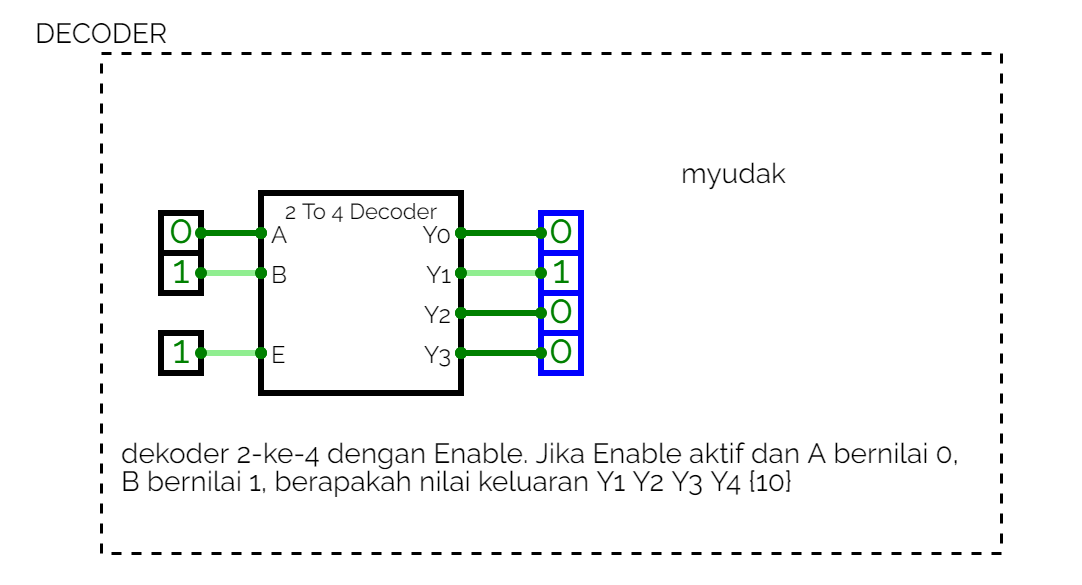 DECODER
myudak
2 To 4 Decoder
0 A Y0 0
1 B Y1 1
Y2 0
1 E Y3 0
dekoder 2-ke-4 dengan Enable. Jika Enable aktif dan A bernilai 0,
B bernilai 1, berapakah nilai keluaran Y1 Y2 Y3 Y4 {10}